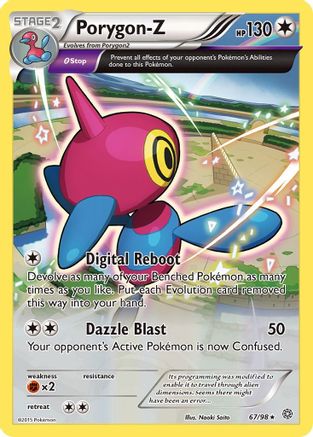 STAGE2
Porygon-Z
HP130
Evolves from Porygon2
θ Stop
Prevent all effects of your opponent's Pokémon's Abilities
done to this Pokémon.
Digital Reboot
Devolve as many of your Benched Pokémon as many
times as you like. Put each Evolution card removed
this way into your hand.
Dazzle Blast 50
Your opponent's Active Pokémon is now Confused.
weakness resistance
×2
retreat
Its programming was modified to
enable it to travel through alien
dimensions. Seems there might
have been an error...
©2015 Pokémon
Illus. Naoki Saito
67/98